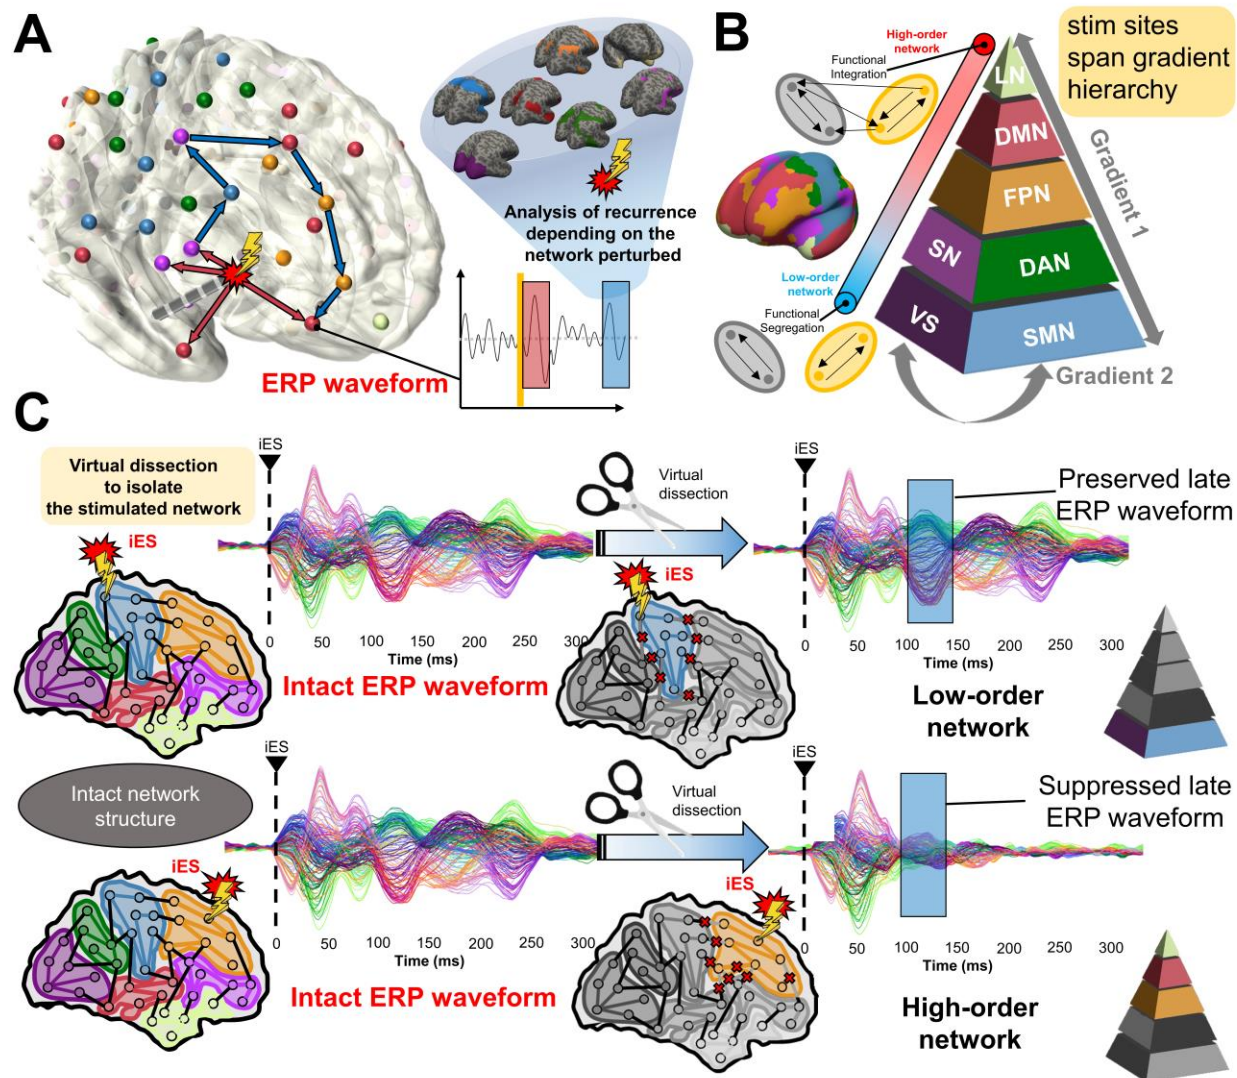 A
Analysis of recurrence
depending on the
network perturbed
ERP waveform
B
High-order
network
Functional
Integration
Low-order
network
Functional
Segregation
LN
DMN
FPN
SN
DAN
VS
SMN
Gradient 1
Gradient 2
stim sites
span gradient
hierarchy
C
Virtual dissection
to isolate
the stimulated network
iES
iES
0 50 100 150 200 250 300
Time (ms)
Intact ERP waveform
Virtual
dissection
iES
iES
Preserved late
ERP waveform
0 50 100 150 200 250 300
Time (ms)
Low-order
network
Intact network
structure
iES
iES
0 50 100 150 200 250 300
Time (ms)
Intact ERP waveform
Virtual
dissection
iES
iES
Suppressed late
ERP waveform
0 50 100 150 200 250 300
Time (ms)
High-order
network